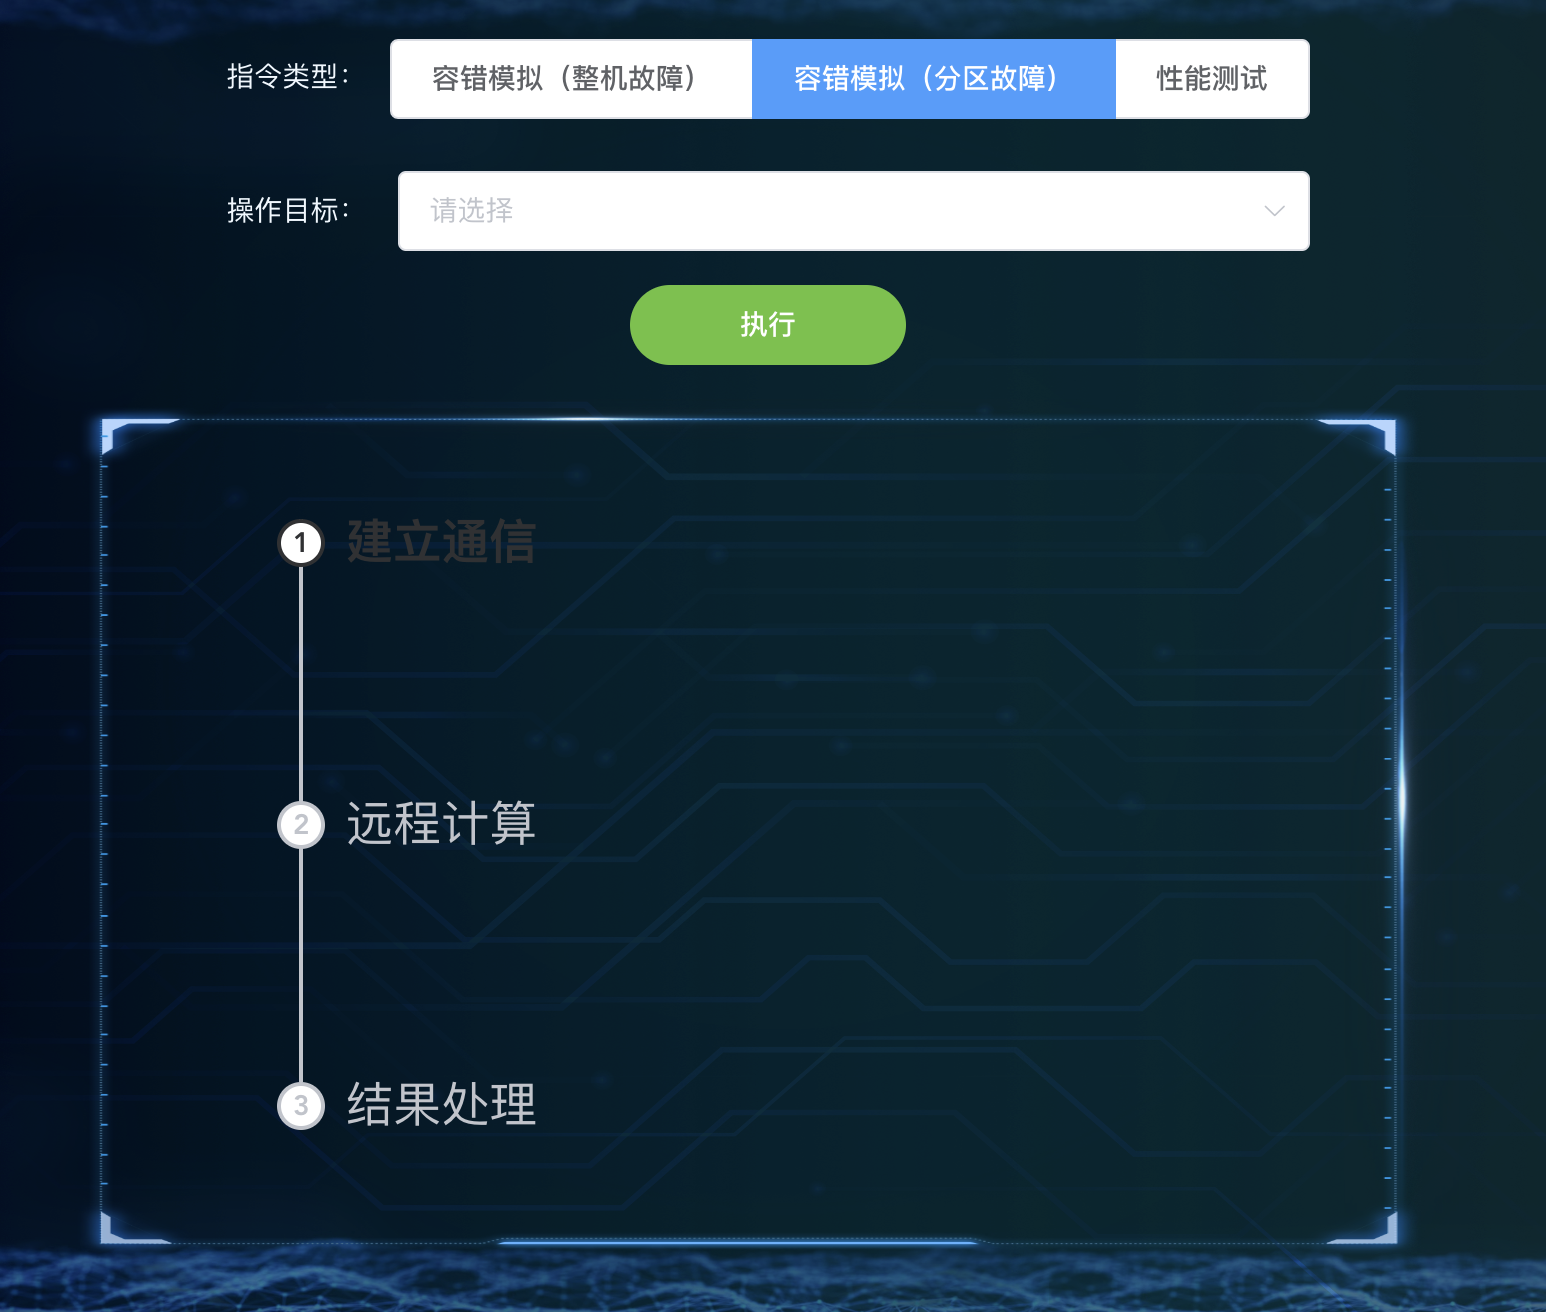 指令类型：
容错模拟（整机故障）
容错模拟（分区故障）
性能测试
操作目标：
请选择
执行
1 建立通信
2 远程计算
3 结果处理